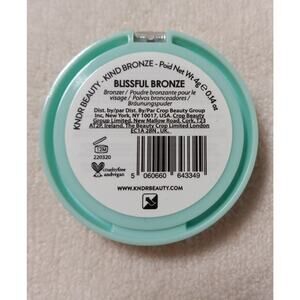 KNDR BEAUTY - KIND BRONZE - Poid Net Wt 4g ℮ 0.14 oz
BLISSFUL BRONZE
Bronzer / Poudre bronzante pour le
visage / Polvos bronceadores /
Bräunungspuder
Dist. by/par Dist. By/Par Crop Beauty Group
Inc, New York, NY 10017, USA. Crop Beauty
Group Limited, New Mallow Road, Cork, T23
AT2P, Ireland. The Beauty Crop Limited London
EC1A 2BN, UK.
12M
220320
crueltyfree
andvegan
5 060660 643349
WWW.KNDRBEAUTY.COM